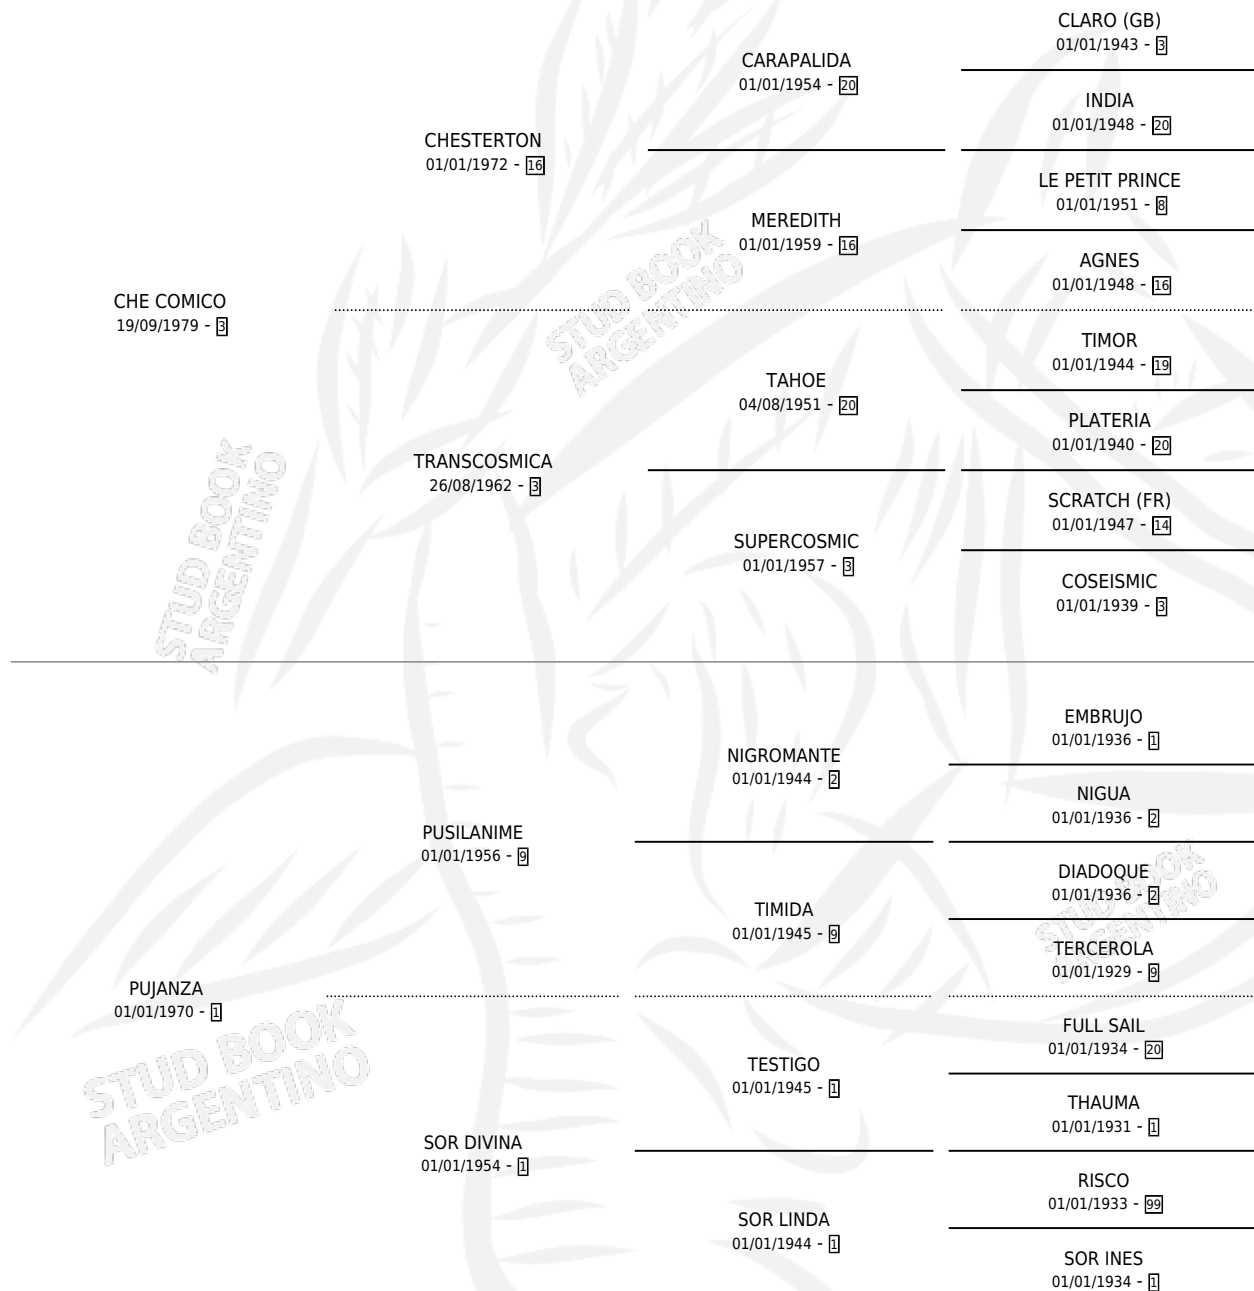 CLARO (GB)
01/01/1943 - 3
CARAPALIDA
01/01/1954 - 20
INDIA
01/01/1948 - 20
CHESTERTON
01/01/1972 - 16
LE PETIT PRINCE
01/01/1951 - 8
MEREDITH
01/01/1959 - 16
AGNES
01/01/1948 - 16
CHE COMICO
19/09/1979 - 3
TIMOR
01/01/1944 - 19
TAHOE
04/08/1951 - 20
PLATERIA
01/01/1940 - 20
TRANSCOSMICA
26/08/1962 - 3
SCRATCH (FR)
01/01/1947 - 14
SUPERCOSMIC
01/01/1957 - 3
COSEISMIC
01/01/1939 - 3
EMBRUJO
01/01/1936 - 1
NIGROMANTE
01/01/1944 - 2
NIGUA
01/01/1936 - 2
PUSILANIME
01/01/1956 - 9
DIADOQUE
01/01/1936 - 2
TIMIDA
01/01/1945 - 9
TERCEROLA
01/01/1929 - 9
PUJANZA
01/01/1970 - 1
FULL SAIL
01/01/1934 - 20
TESTIGO
01/01/1945 - 1
THAUMA
01/01/1931 - 1
SOR DIVINA
01/01/1954 - 1
RISCO
01/01/1933 - 99
SOR LINDA
01/01/1944 - 1
SOR INES
01/01/1934 - 1
STUD BOOK
ARGENTINO
STUD BOOK
ARGENTINO
STUD BOOK
ARGENTINO
STUD BOOK
ARGENTINO